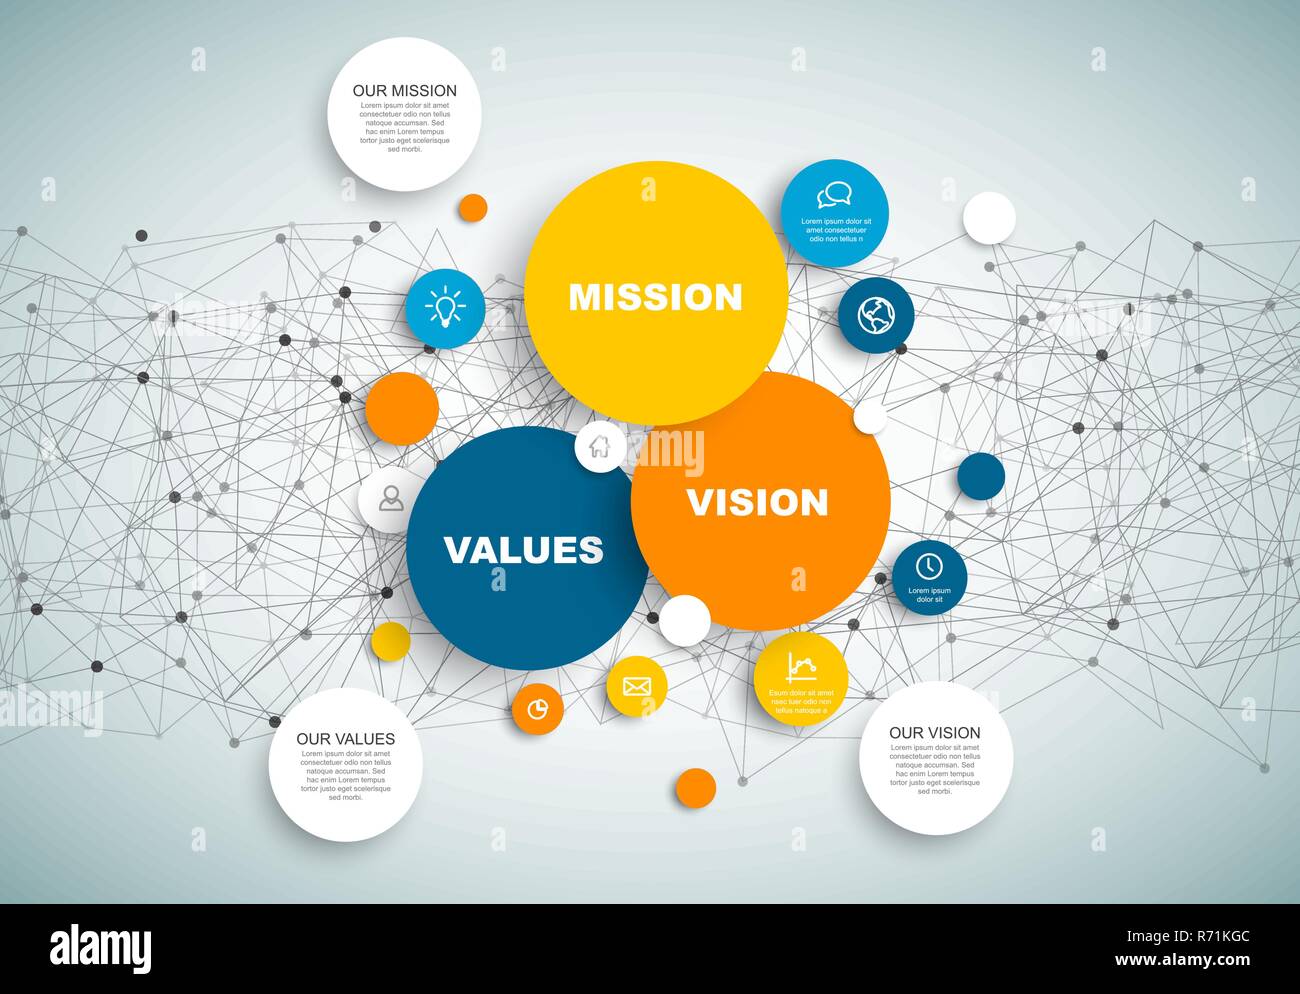 OUR MISSION
Lorem ipsum dolor sit amet
consectetuer odio non tellus
natoque accumsan. Sed
hac enim Lorem tempus
tortor justo eget scelerisque
sed morbi.
Lorem ipsum dolor sit
amet consectetuer
odio non tellus n
MISSION
VISION
VALUES
Lorem ipsum
dolor sit
Esum dolor sit amet
nsec luer odio non
tellus natoque a
OUR VALUES
Lorem ipsum dolor sit amet
consectetuer odio non tellus
natoque accumsan. Sed
hac enim Lorem tempus
tortor justo eget scelerisque
sed morbi.
OUR VISION
Lorem ipsum dolor sit amet
consectetuer odio non tellus
natoque accumsan. Sed
hac enim Lorem tempus
tortor justo eget scelerisque
sed morbi.
a alamy stock photo
R71KGC
www.alamy.com